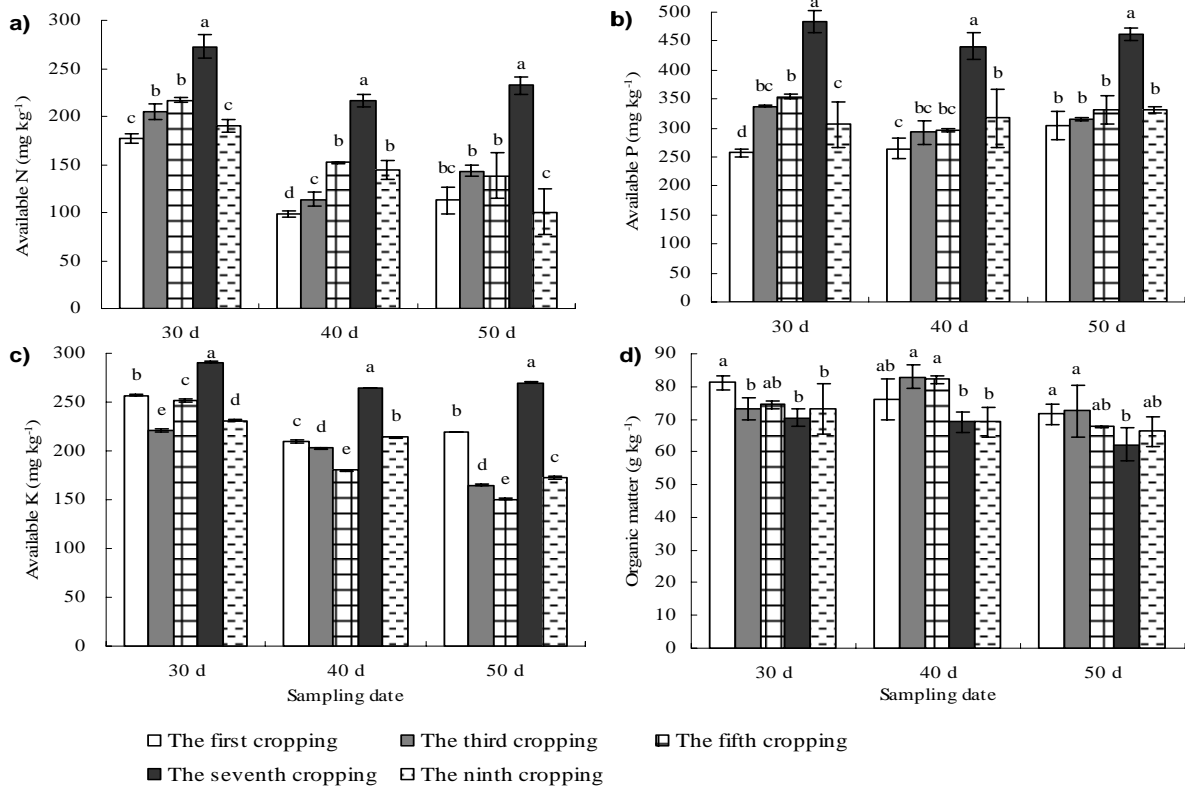 a)
Available N (mg kg⁻¹)
300
250
200
150
100
50
0
c b b a c
d c b a b
bc b b a c
30 d 40 d 50 d
b)
Available P (mg kg⁻¹)
500
450
400
350
300
250
200
150
100
50
0
d bc b a c
c bc bc a b
b b b a b
30 d 40 d 50 d
c)
Available K (mg kg⁻¹)
300
250
200
150
100
50
0
b e c a d
c d e a b
b d e a c
30 d 40 d 50 d
Sampling date
d)
Organic matter (g kg⁻¹)
90
80
70
60
50
40
30
20
10
0
a b ab b b
ab a a b b
a a ab b ab
30 d 40 d 50 d
Sampling date
The first cropping The third cropping The fifth cropping
The seventh cropping The ninth cropping